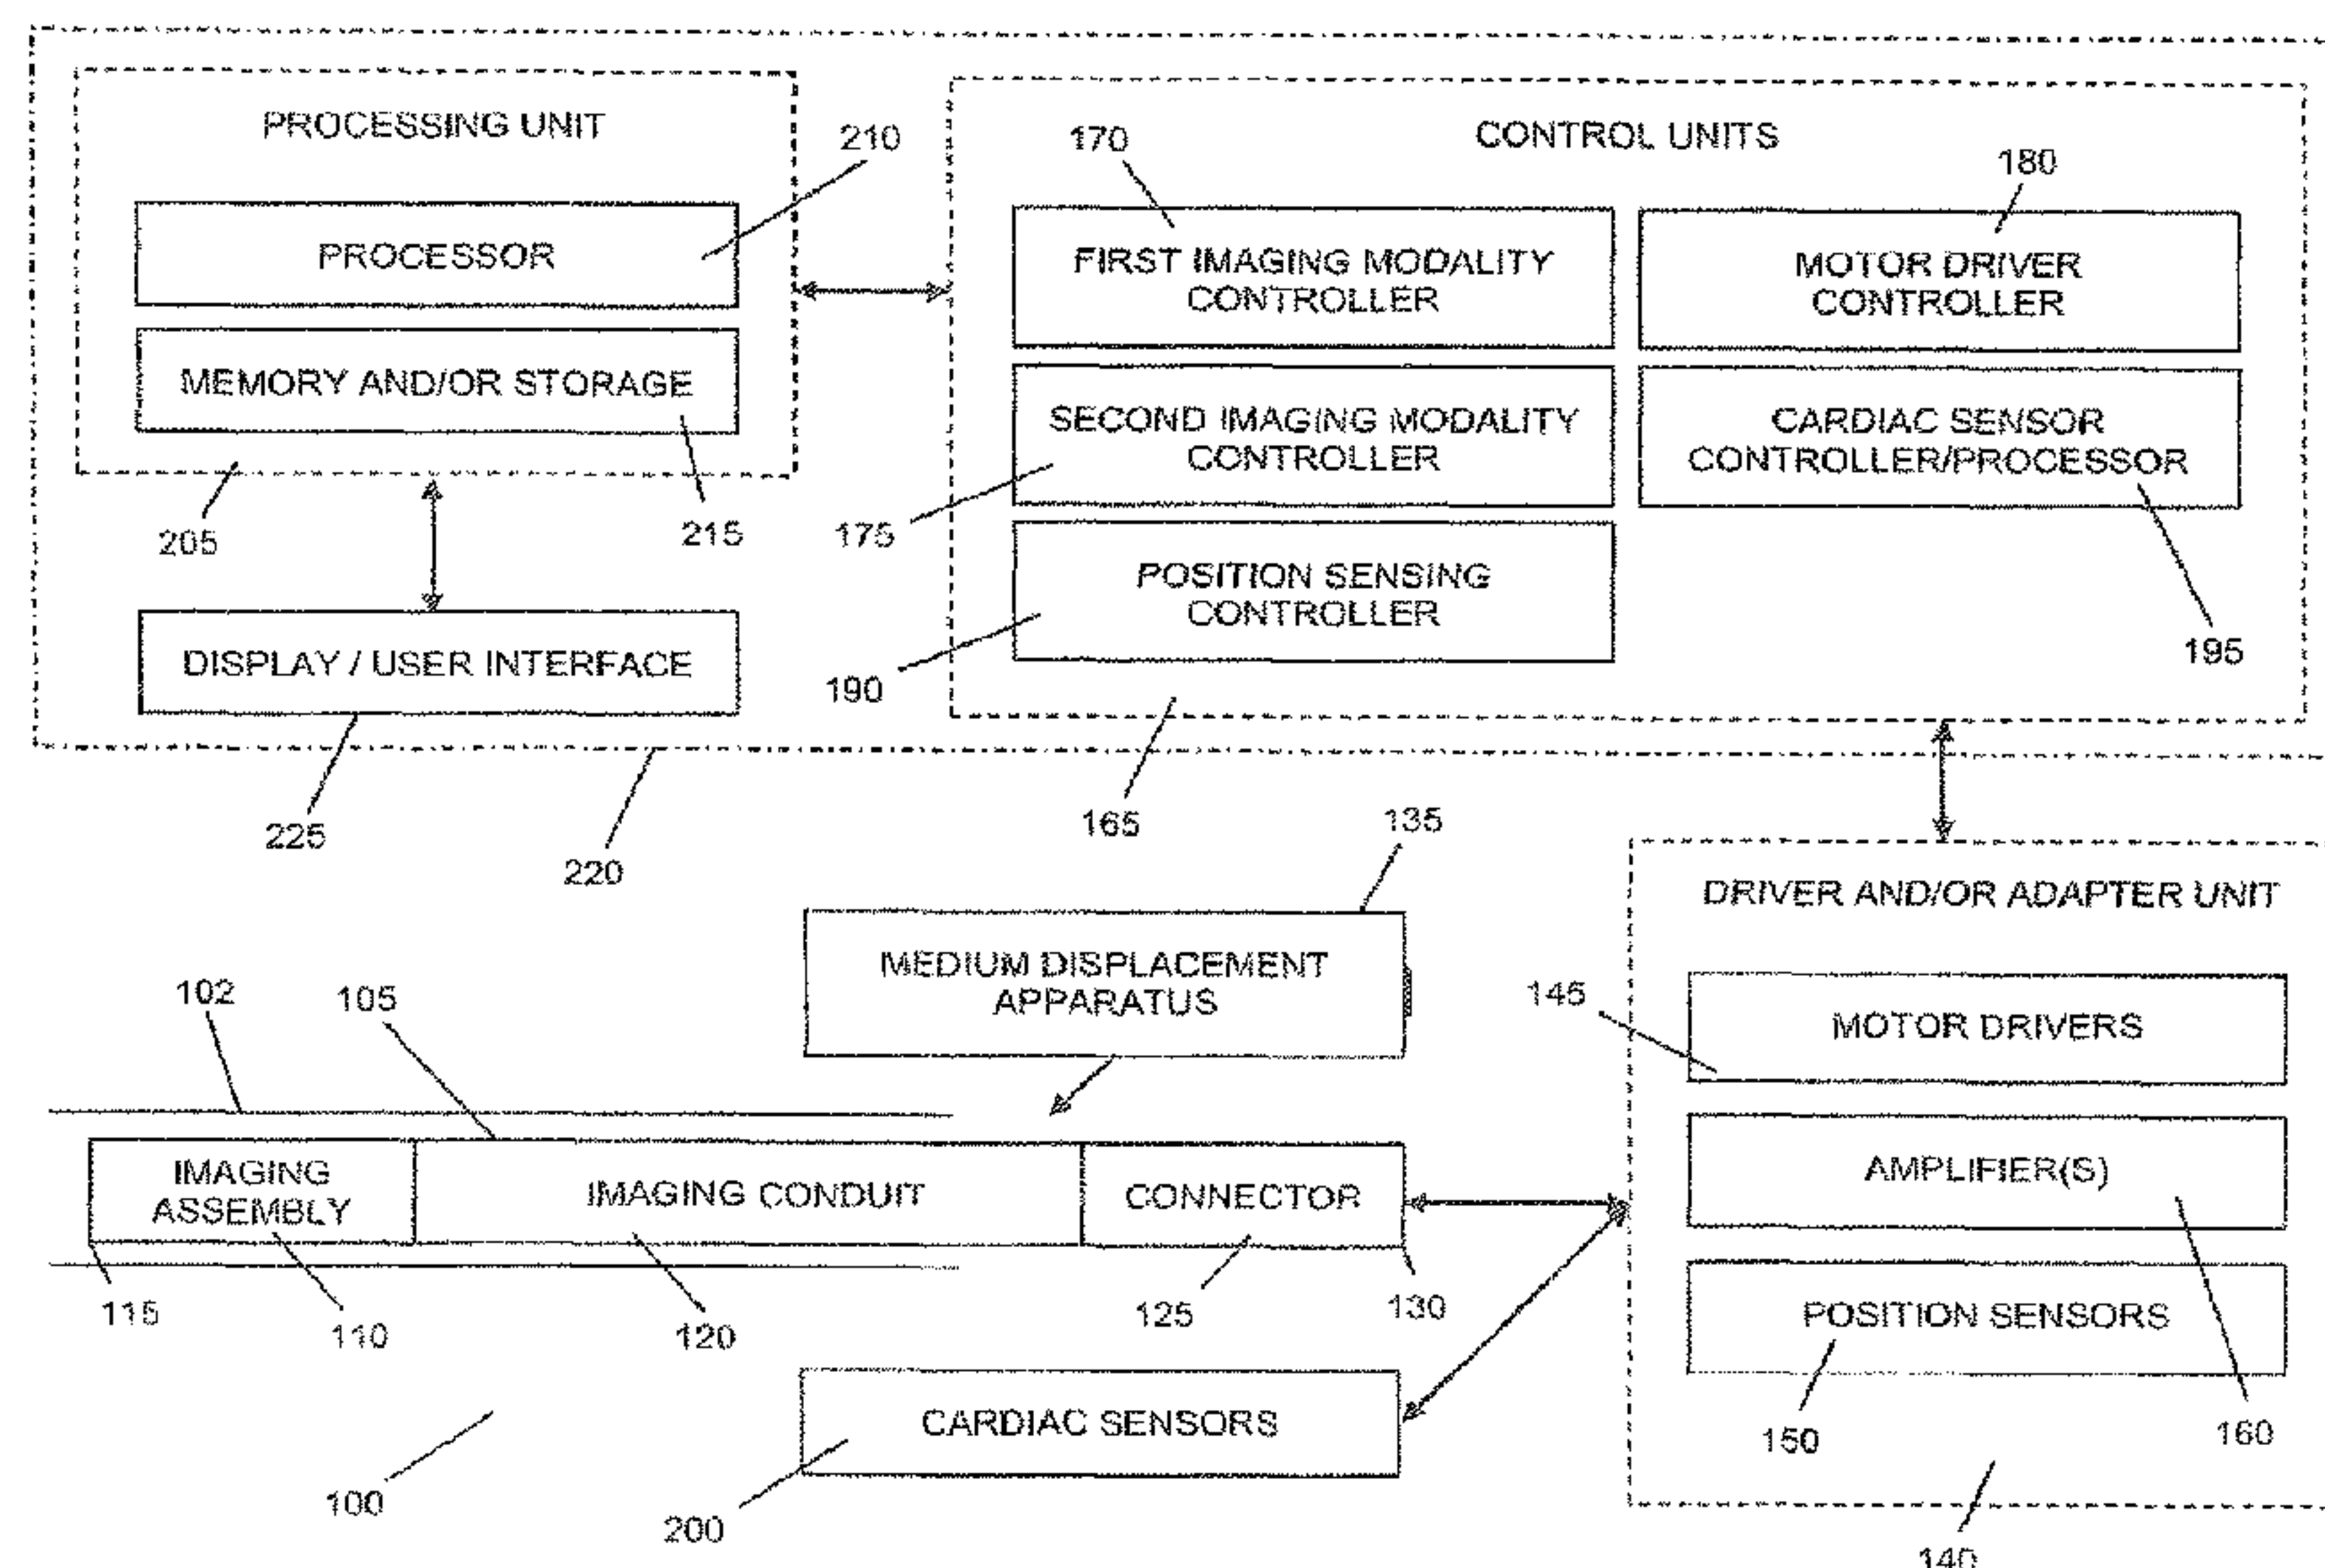 PROCESSING UNIT
210
PROCESSOR
MEMORY AND/OR STORAGE
205
215
DISPLAY / USER INTERFACE
225
220
170
CONTROL UNITS
180
FIRST IMAGING MODALITY
CONTROLLER
MOTOR DRIVER
CONTROLLER
SECOND IMAGING MODALITY
CONTROLLER
CARDIAC SENSOR
CONTROLLER/PROCESSOR
175
POSITION SENSING
CONTROLLER
190
195
165
135
MEDIUM DISPLACEMENT
APPARATUS
102
105
IMAGING
ASSEMBLY
IMAGING CONDUIT
CONNECTOR
115
110
120
125
130
CARDIAC SENSORS
100
200
DRIVER AND/OR ADAPTER UNIT
145
MOTOR DRIVERS
AMPLIFIER(S)
POSITION SENSORS
150
160
140